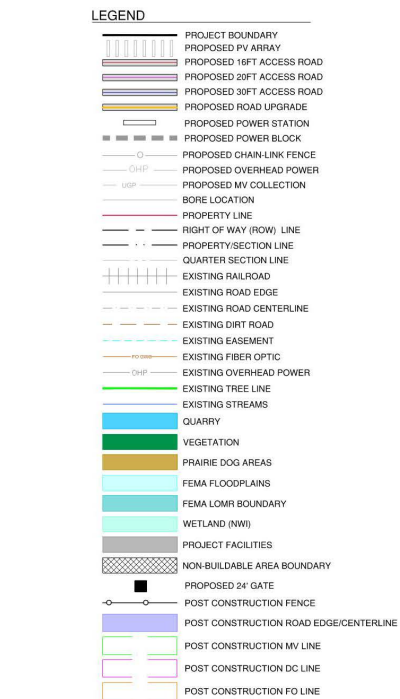 LEGEND
PROJECT BOUNDARY
PROPOSED PV ARRAY
PROPOSED 16FT ACCESS ROAD
PROPOSED 20FT ACCESS ROAD
PROPOSED 30FT ACCESS ROAD
PROPOSED ROAD UPGRADE
PROPOSED POWER STATION
PROPOSED POWER BLOCK
PROPOSED CHAIN-LINK FENCE
OHP PROPOSED OVERHEAD POWER
UGP PROPOSED MV COLLECTION
BORE LOCATION
PROPERTY LINE
RIGHT OF WAY (ROW) LINE
PROPERTY/SECTION LINE
QUARTER SECTION LINE
EXISTING RAILROAD
EXISTING ROAD EDGE
EXISTING ROAD CENTERLINE
EXISTING DIRT ROAD
EXISTING EASEMENT
EXISTING FIBER OPTIC
OHP EXISTING OVERHEAD POWER
EXISTING TREE LINE
EXISTING STREAMS
QUARRY
VEGETATION
PRAIRIE DOG AREAS
FEMA FLOODPLAINS
FEMA LOMR BOUNDARY
WETLAND (NWI)
PROJECT FACILITIES
NON-BUILDABLE AREA BOUNDARY
PROPOSED 24' GATE
POST CONSTRUCTION FENCE
POST CONSTRUCTION ROAD EDGE/CENTERLINE
POST CONSTRUCTION MV LINE
POST CONSTRUCTION DC LINE
POST CONSTRUCTION FO LINE